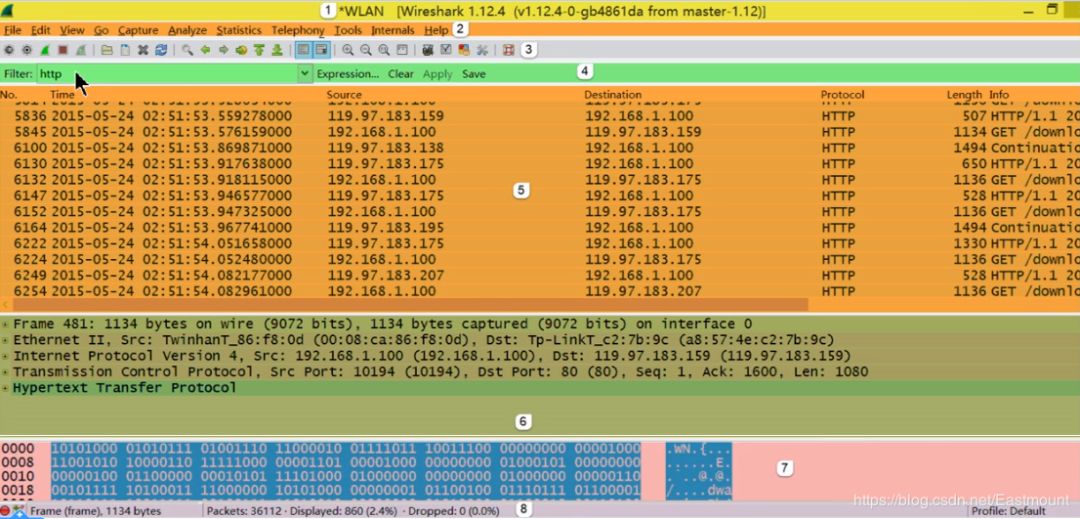 1 *WLAN [Wireshark 1.12.4 (v1.12.4-0-gb4861da from master-1.12)]
File Edit View Go Capture Analyze Statistics Telephony Tools Internals Help 2
3
Filter: http Expression... Clear Apply Save 4
No. Time Source Destination Protocol Length Info
5836 2015-05-24 02:51:53.559278000 119.97.183.159 192.168.1.100 HTTP 507 HTTP/1.1 20
5845 2015-05-24 02:51:53.576159000 192.168.1.100 119.97.183.159 HTTP 1134 GET /downlo
6100 2015-05-24 02:51:53.869871000 119.97.183.138 192.168.1.100 HTTP 1494 Continuatio
6130 2015-05-24 02:51:53.917638000 119.97.183.175 192.168.1.100 HTTP 650 HTTP/1.1 20
6132 2015-05-24 02:51:53.918115000 192.168.1.100 119.97.183.175 HTTP 1136 GET /downlo
6147 2015-05-24 02:51:53.946577000 119.97.183.175 192.168.1.100 HTTP 528 HTTP/1.1 20
6152 2015-05-24 02:51:53.947325000 192.168.1.100 119.97.183.175 HTTP 1136 GET /downlo
6164 2015-05-24 02:51:53.967741000 119.97.183.195 192.168.1.100 HTTP 1494 Continuatio
6222 2015-05-24 02:51:54.051658000 119.97.183.175 192.168.1.100 HTTP 1330 HTTP/1.1 20
6224 2015-05-24 02:51:54.052480000 192.168.1.100 119.97.183.175 HTTP 1136 GET /downlo
6249 2015-05-24 02:51:54.082177000 119.97.183.207 192.168.1.100 HTTP 528 HTTP/1.1 20
6254 2015-05-24 02:51:54.082961000 192.168.1.100 119.97.183.207 HTTP 1136 GET /downlo
5
Frame 481: 1134 bytes on wire (9072 bits), 1134 bytes captured (9072 bits) on interface 0
Ethernet II, Src: TwinhanT_86:f8:0d (00:08:ca:86:f8:0d), Dst: Tp-LinkT_c2:7b:9c (a8:57:4e:c2:7b:9c)
Internet Protocol Version 4, Src: 192.168.1.100 (192.168.1.100), Dst: 119.97.183.159 (119.97.183.159)
Transmission Control Protocol, Src Port: 10194 (10194), Dst Port: 80 (80), Seq: 1, Ack: 1600, Len: 1080
Hypertext Transfer Protocol
6
0000 10101000 01010111 01001110 11000010 01111011 10011100 00000000 00001000 .WN.{...
0008 11001010 10000110 11111000 00001101 00001000 00000000 01000101 00000000 ......E.
0010 00000100 01100000 00010101 11101010 01000000 00000000 01000000 00000110 .`..@.@.
0018 00101111 10100011 11000000 10101000 00000001 01100100 01110111 01100001 /....dwa
7
Frame (frame), 1134 bytes Packets: 36112 · Displayed: 860 (2.4%) · Dropped: 0 (0.0%) 8 Profile: Default
https://blog.csdn.net/Eastmount